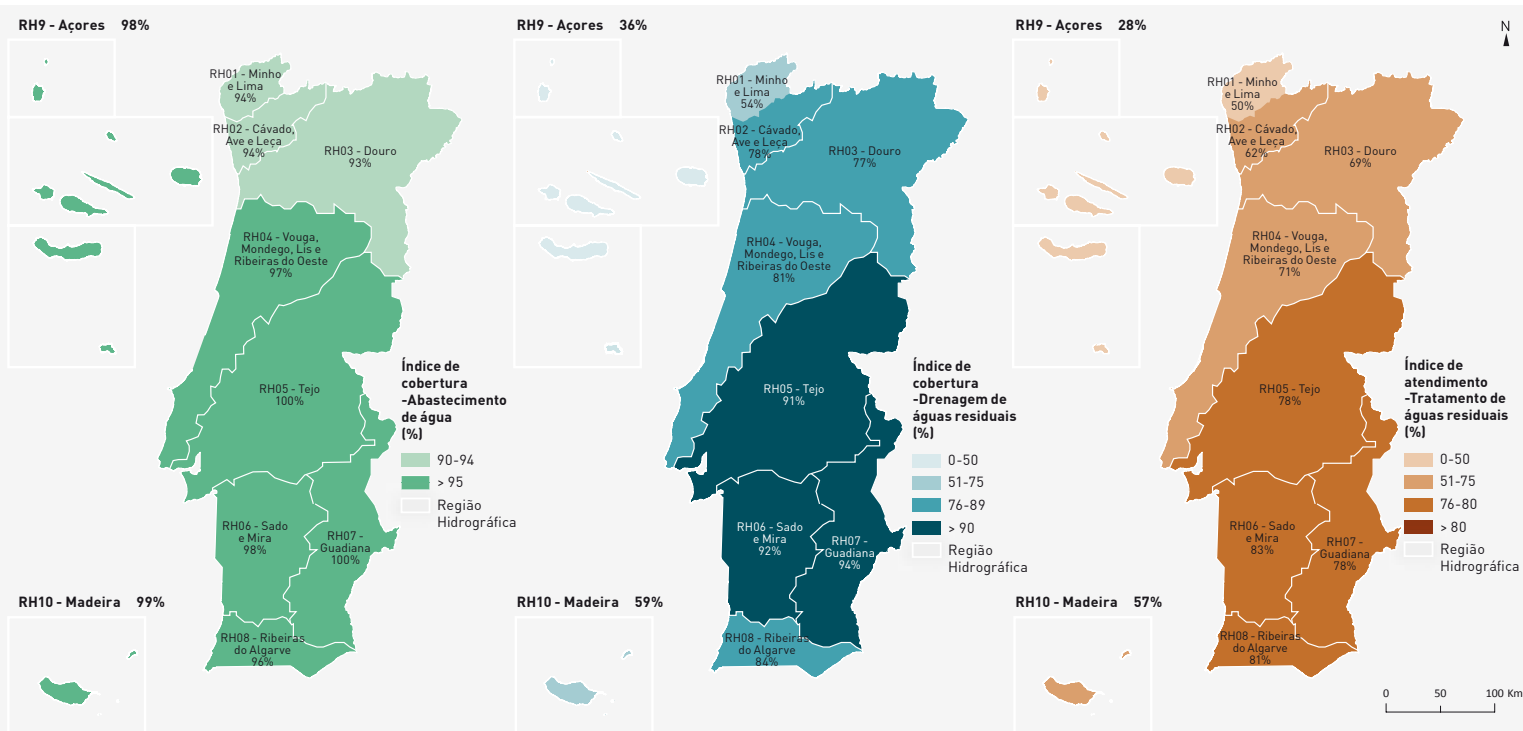 RH9 - Açores 98%
RH01 - Minho
e Lima
94%
RH02 - Cávado,
Ave e Leça
94%
RH03 - Douro
93%
RH04 - Vouga,
Mondego, Lis e
Ribeiras do Oeste
97%
RH05 - Tejo
100%
Índice de
cobertura
-Abastecimento
de água
(%)
90-94
> 95
Região
Hidrográfica
RH06 - Sado
e Mira
98%
RH07 -
Guadiana
100%
RH10 - Madeira 99%
RH08 - Ribeiras
do Algarve
96%
RH9 - Açores 36%
RH01 - Minho
e Lima
54%
RH02 - Cávado,
Ave e Leça
78%
RH03 - Douro
77%
RH04 - Vouga,
Mondego, Lis e
Ribeiras do Oeste
81%
RH05 - Tejo
91%
Índice de
cobertura
-Drenagem de
águas residuais
(%)
0-50
51-75
76-89
> 90
Região
Hidrográfica
RH06 - Sado
e Mira
92%
RH07 -
Guadiana
94%
RH10 - Madeira 59%
RH08 - Ribeiras
do Algarve
84%
RH9 - Açores 28%
N
RH01 - Minho
e Lima
50%
RH02 - Cávado,
Ave e Leça
62%
RH03 - Douro
69%
RH04 - Vouga,
Mondego, Lis e
Ribeiras do Oeste
71%
RH05 - Tejo
78%
Índice de
atendimento
-Tratamento de
águas residuais
(%)
0-50
51-75
76-80
> 80
Região
Hidrográfica
RH06 - Sado
e Mira
83%
RH07 -
Guadiana
78%
RH10 - Madeira 57%
RH08 - Ribeiras
do Algarve
81%
0 50 100 Km